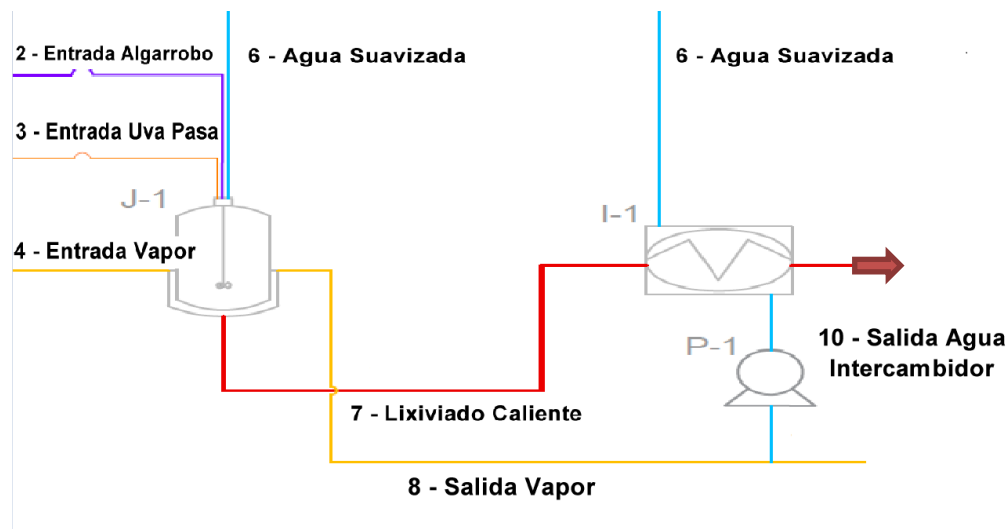 2 - Entrada Algarrobo
6 - Agua Suavizada
6 - Agua Suavizada
3 - Entrada Uva Pasa
J-1
I-1
4 - Entrada Vapor
P-1
10 - Salida Agua
Intercambidor
7 - Lixiviado Caliente
8 - Salida Vapor